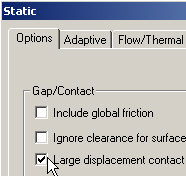 Static
Options Adaptive Flow/Thermal
Gap/Contact
Include global friction
Ignore clearance for surface
Large displacement contact